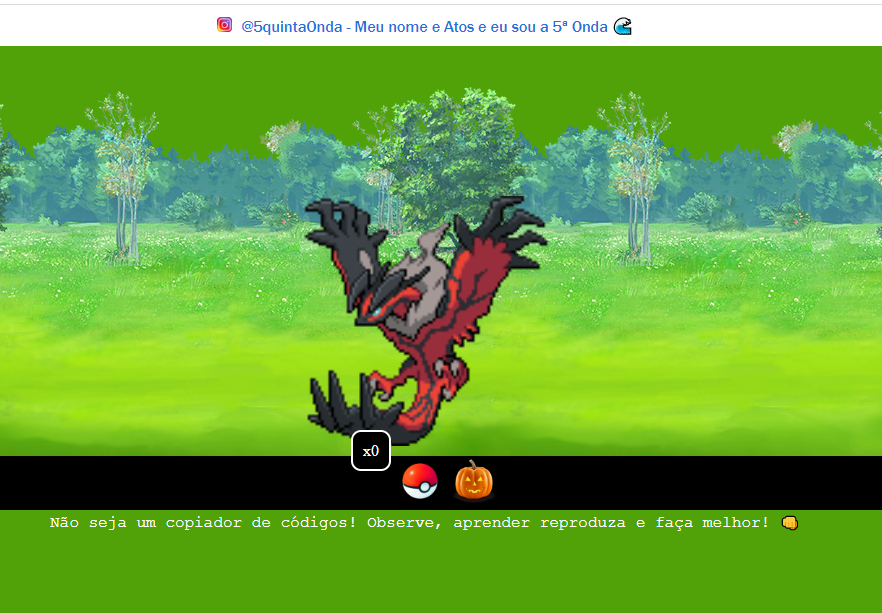 @5quintaOnda - Meu nome e Atos e eu sou a 5ª Onda
x0
Não seja um copiador de códigos! Observe, aprender reproduza e faça melhor!